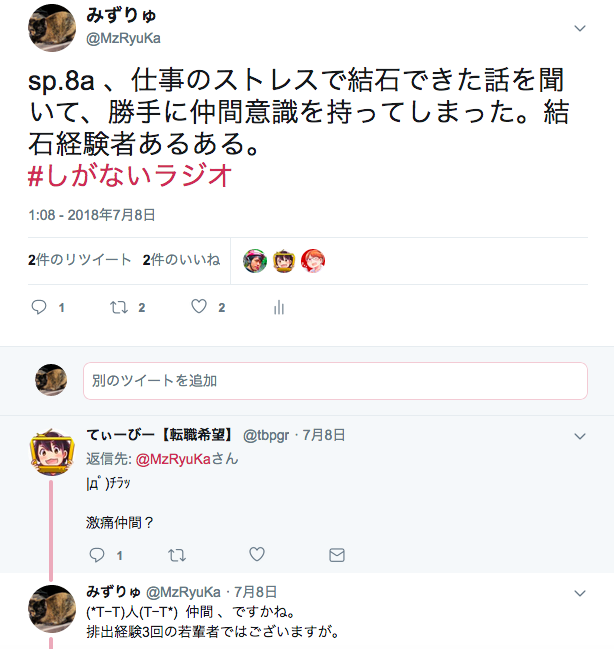 みずりゅ
@MzRyuKa
sp.8a 、仕事のストレスで結石できた話を聞
いて、勝手に仲間意識を持ってしまった。結
石経験者あるある。
#しがないラジオ
1:08 - 2018年7月8日
2件のリツイート 2件のいいね
1 2 2
別のツイートを追加
てぃーびー【転職希望】 @tbpgr · 7月8日
返信先: @MzRyuKaさん
|дﾟ)ﾁﾗｯ
激痛仲間？
1
みずりゅ @MzRyuKa · 7月8日
(*T−T)人(T−T*) 仲間 、ですかね。
排出経験3回の若輩者ではございますが。